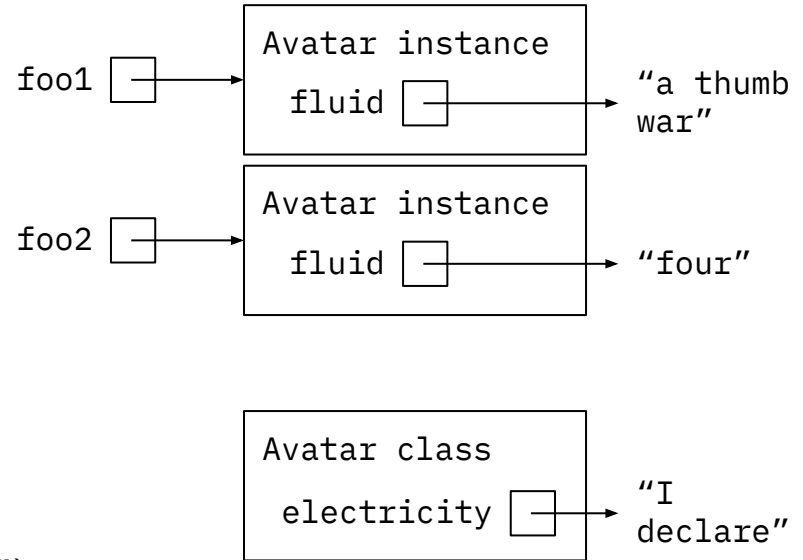 Avatar instance
foo1
fluid
“a thumb
war”
Avatar instance
foo2
fluid
“four”
Avatar class
electricity
“I
declare”